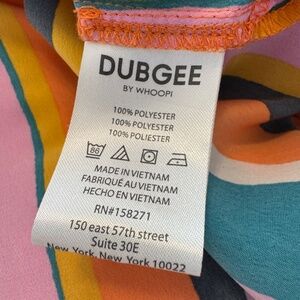 DUBGEE
BY WHOOPI
100% POLYESTER
100% POLYESTER
100% POLIESTER
86
MADE IN VIETNAM
FABRIQUÉ AU VIETNAM
HECHO EN VIETNAM
RN#158271
150 east 57th street
Suite 30E
New York, New York 10022